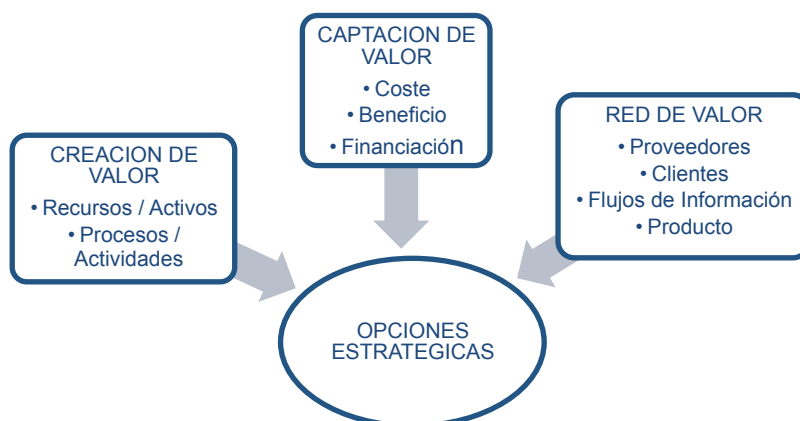 CAPTACION DE
VALOR
• Coste
• Beneficio
• Financiación
RED DE VALOR
• Proveedores
• Clientes
• Flujos de Información
• Producto
CREACION DE
VALOR
• Recursos / Activos
• Procesos /
Actividades
OPCIONES
ESTRATEGICAS